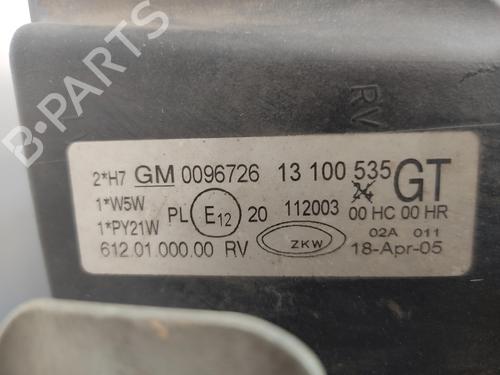 B-PARTS
RV
2*H7 GM 0096726 13 100 535 GT
1*W5W
1*PY21W PL E12 20 112003 00 HC 00 HR
02A 011
612.01.000.00 RV ZKW 18-Apr-05